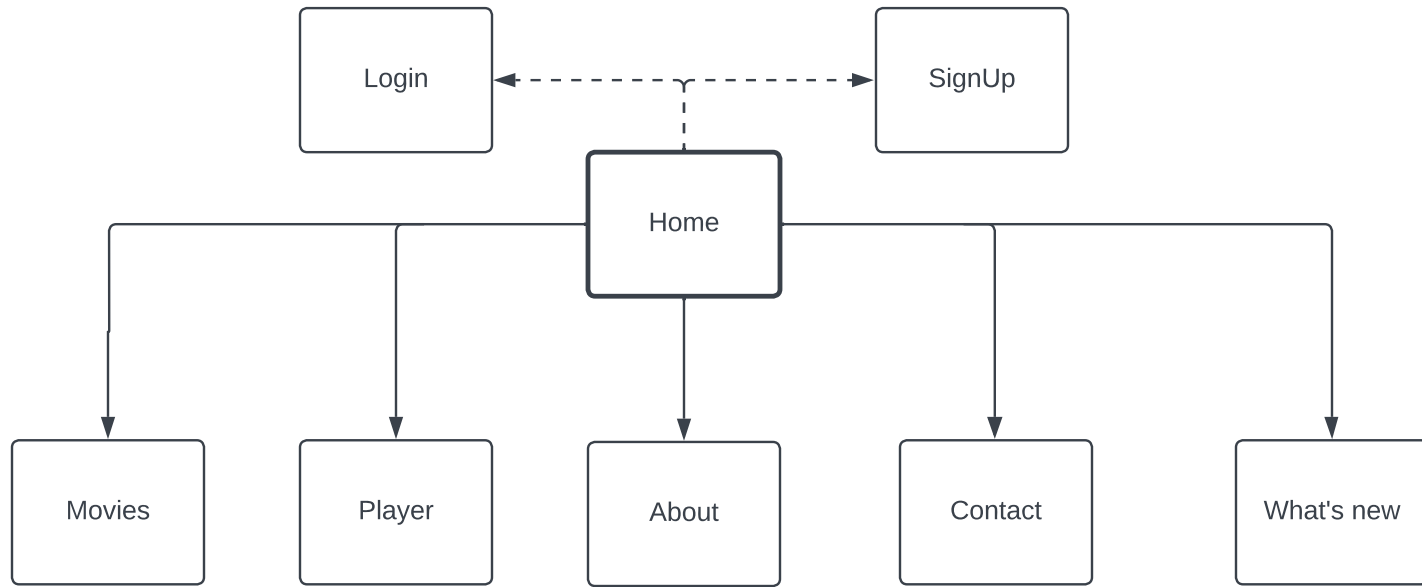 Login
SignUp
Home
Movies
Player
About
Contact
What's new